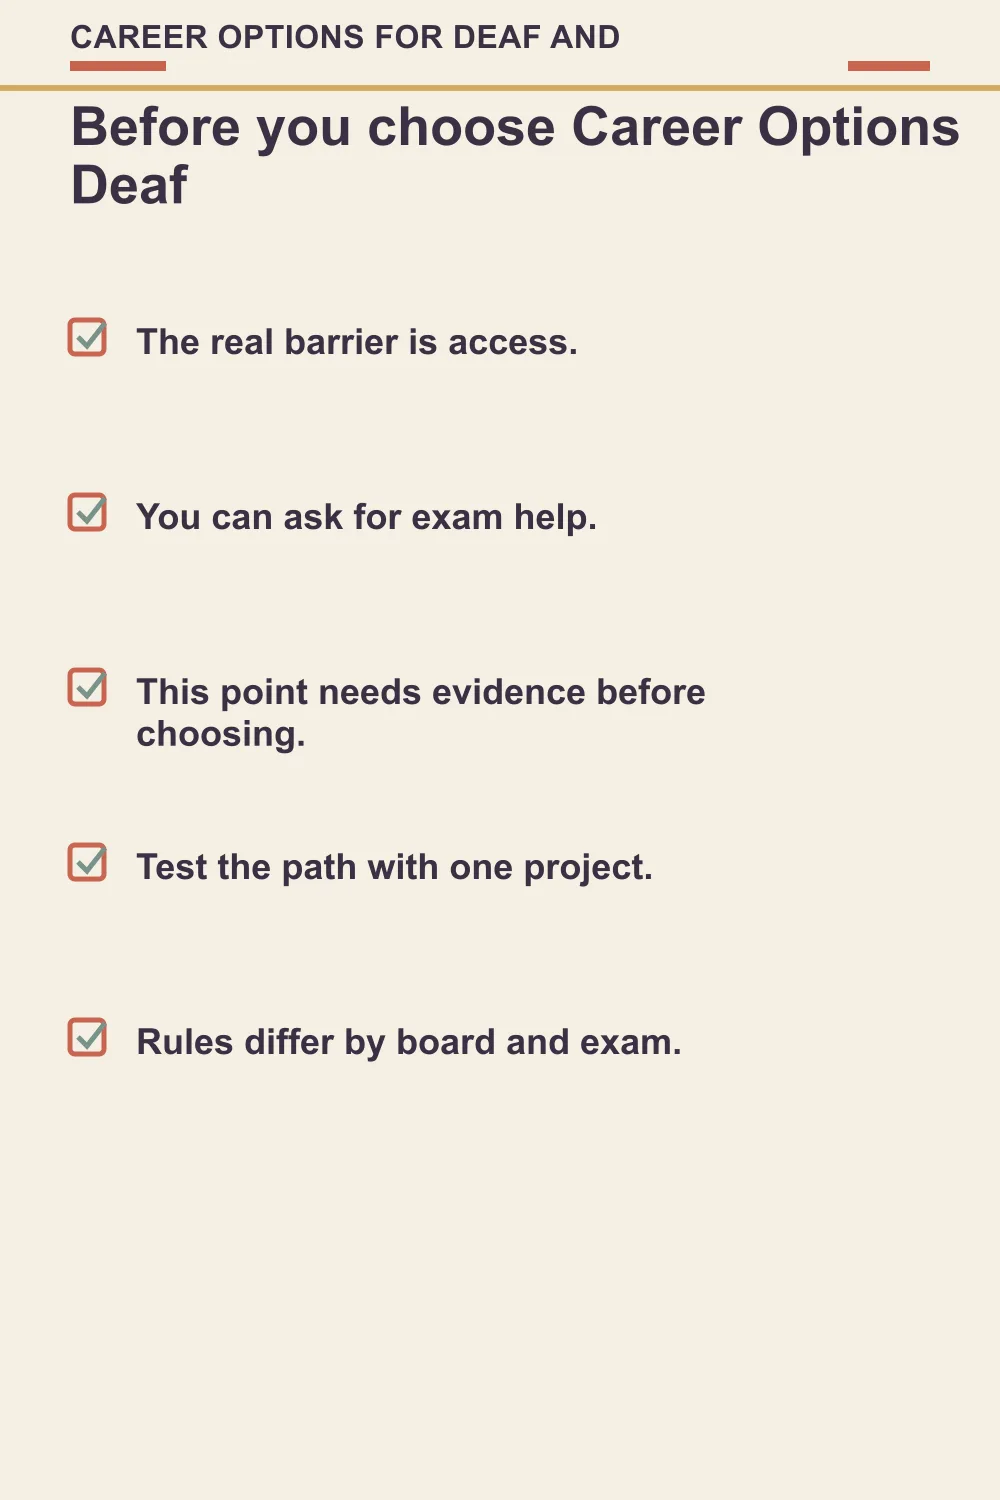 CAREER OPTIONS FOR DEAF AND
Before you choose Career Options
Deaf
The real barrier is access.
You can ask for exam help.
This point needs evidence before
choosing.
Test the path with one project.
Rules differ by board and exam.